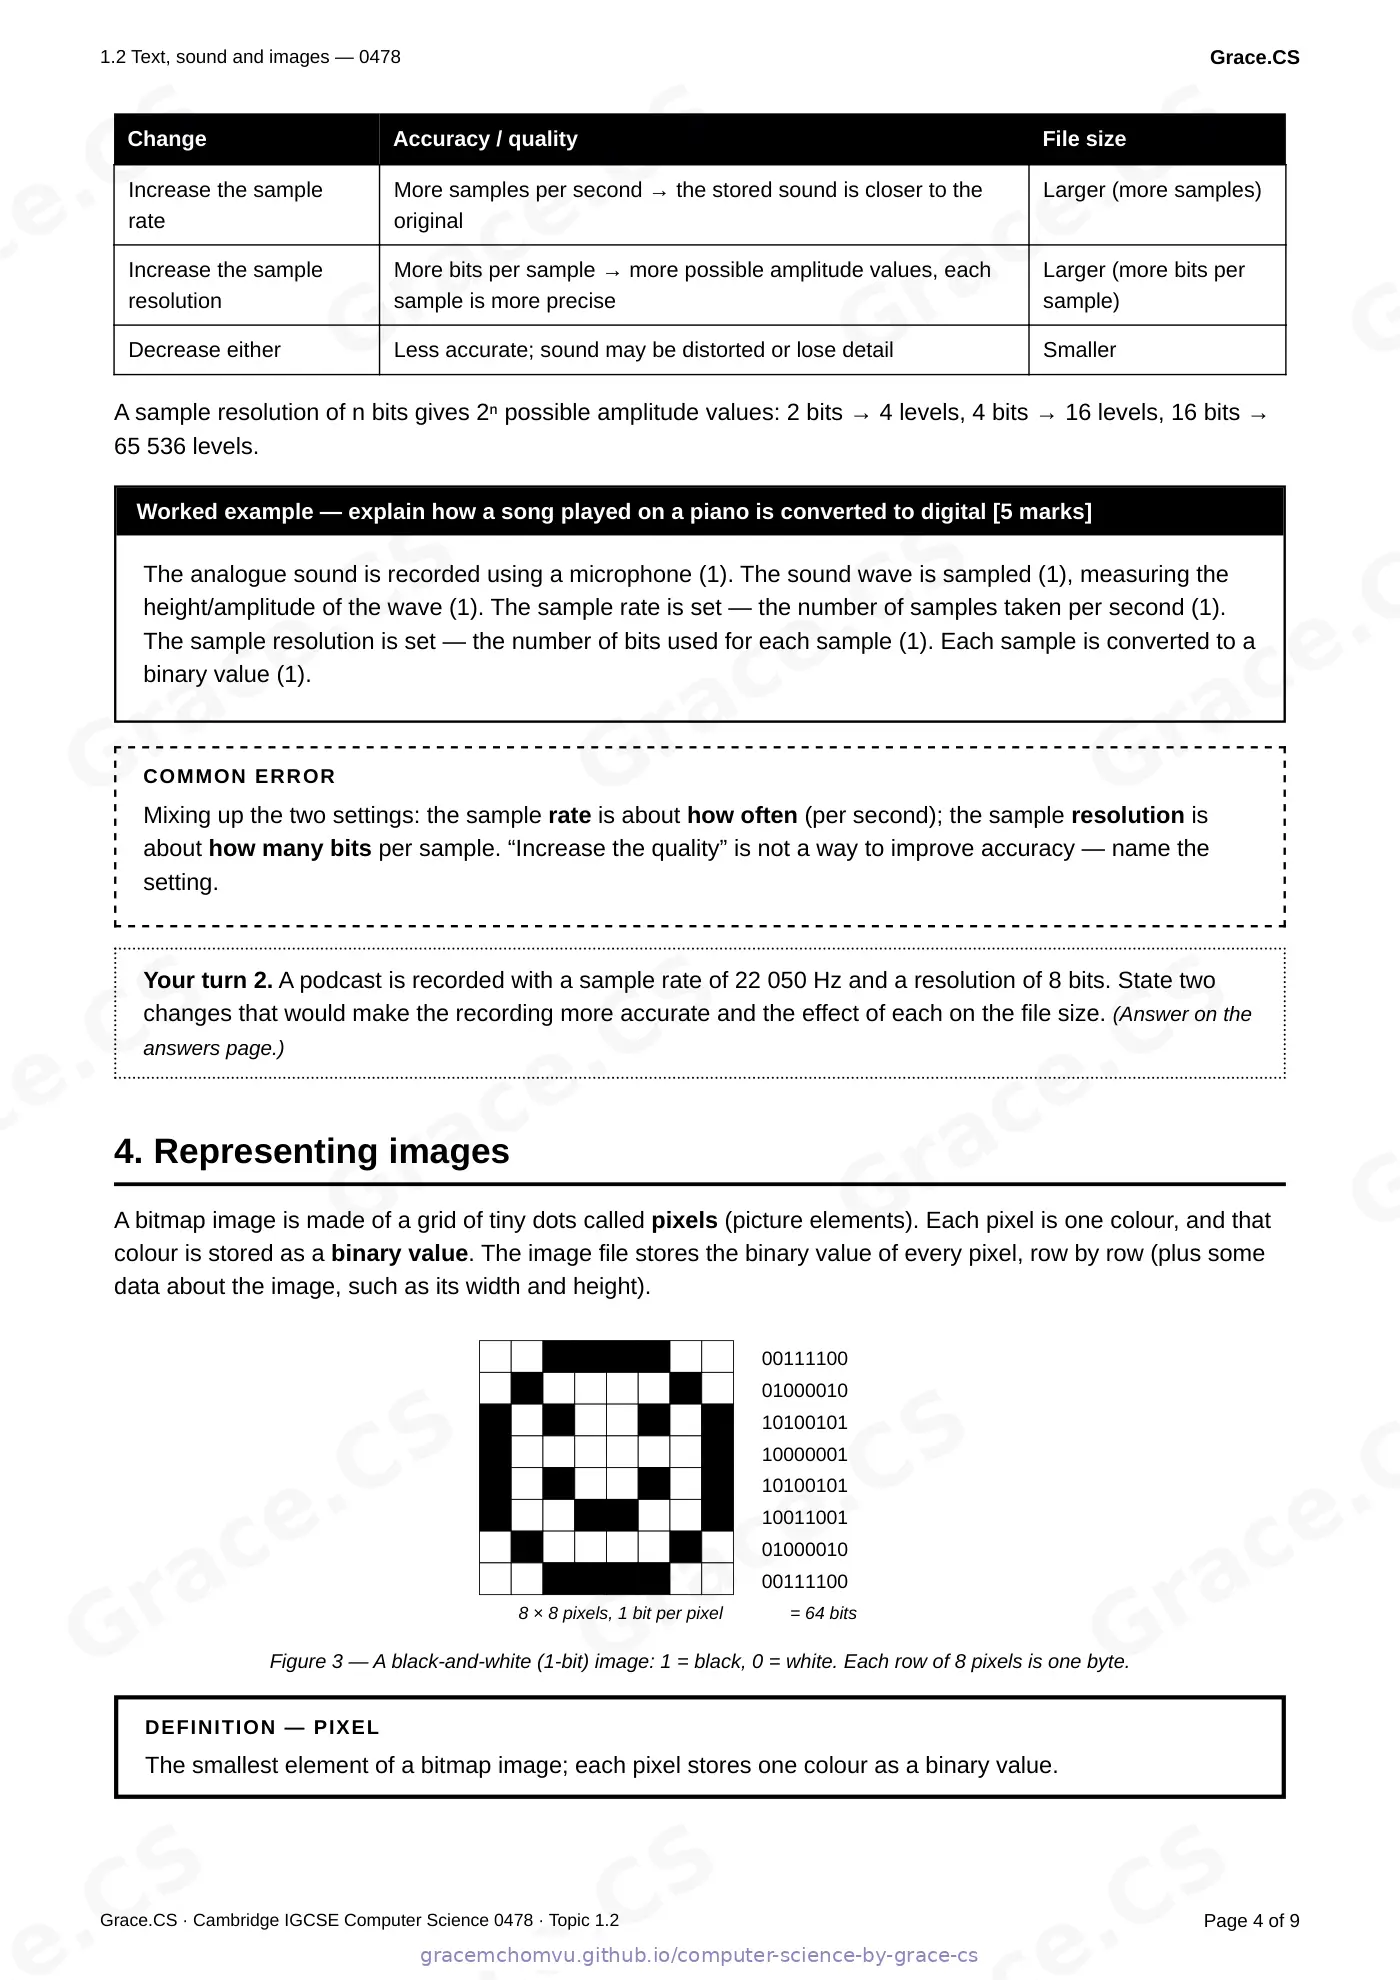 1.2 Text, sound and images — 0478
Grace.CS
Change
Accuracy / quality
File size
Increase the sample
rate
More samples per second → the stored sound is closer to the
original
Larger (more samples)
Increase the sample
resolution
More bits per sample → more possible amplitude values, each
sample is more precise
Larger (more bits per
sample)
Decrease either
Less accurate; sound may be distorted or lose detail
Smaller
A sample resolution of n bits gives 2ⁿ possible amplitude values: 2 bits → 4 levels, 4 bits → 16 levels, 16 bits →
65 536 levels.
Worked example — explain how a song played on a piano is converted to digital [5 marks]
The analogue sound is recorded using a microphone (1). The sound wave is sampled (1), measuring the
height/amplitude of the wave (1). The sample rate is set — the number of samples taken per second (1).
The sample resolution is set — the number of bits used for each sample (1). Each sample is converted to a
binary value (1).
COMMON ERROR
Mixing up the two settings: the sample rate is about how often (per second); the sample resolution is
about how many bits per sample. “Increase the quality” is not a way to improve accuracy — name the
setting.
Your turn 2. A podcast is recorded with a sample rate of 22 050 Hz and a resolution of 8 bits. State two
changes that would make the recording more accurate and the effect of each on the file size. (Answer on the
answers page.)
4. Representing images
A bitmap image is made of a grid of tiny dots called pixels (picture elements). Each pixel is one colour, and that
colour is stored as a binary value. The image file stores the binary value of every pixel, row by row (plus some
data about the image, such as its width and height).
00111100
01000010
10100101
10000001
10100101
10011001
01000010
00111100
8 × 8 pixels, 1 bit per pixel = 64 bits
Figure 3 — A black-and-white (1-bit) image: 1 = black, 0 = white. Each row of 8 pixels is one byte.
DEFINITION — PIXEL
The smallest element of a bitmap image; each pixel stores one colour as a binary value.
Grace.CS · Cambridge IGCSE Computer Science 0478 · Topic 1.2
Page 4 of 9
gracemchomvu.github.io/computer-science-by-grace-cs